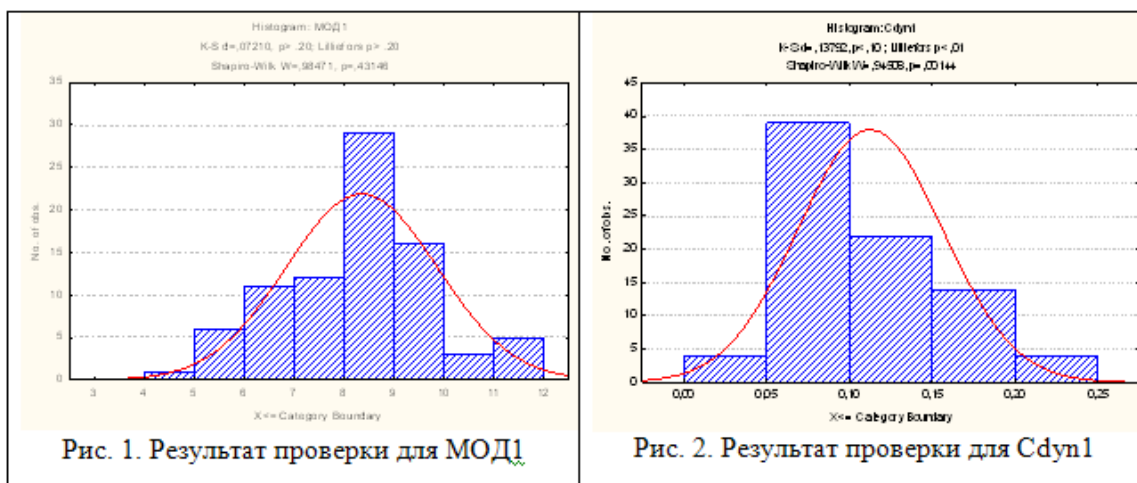 Histogram: МОД1
K-S d=,07210, p> .20; Lilliefors p> .20
Shapiro-Wilk W=,98471, p=,43146
35
30
25
20
15
10
5
0
No. of obs.
3 4 5 6 7 8 9 10 11 12
X <= Category Boundary
Рис. 1. Результат проверки для МОД1
Histogram: Cdyn1
K-S d=,13792, p<,10; Lilliefors p<,01
Shapiro-Wilk W=,94508, p=,00144
45
40
35
30
25
20
15
10
5
0
No. of obs.
0,00 0,05 0,10 0,15 0,20 0,25
X <= Category Boundary
Рис. 2. Результат проверки для Cdyn1